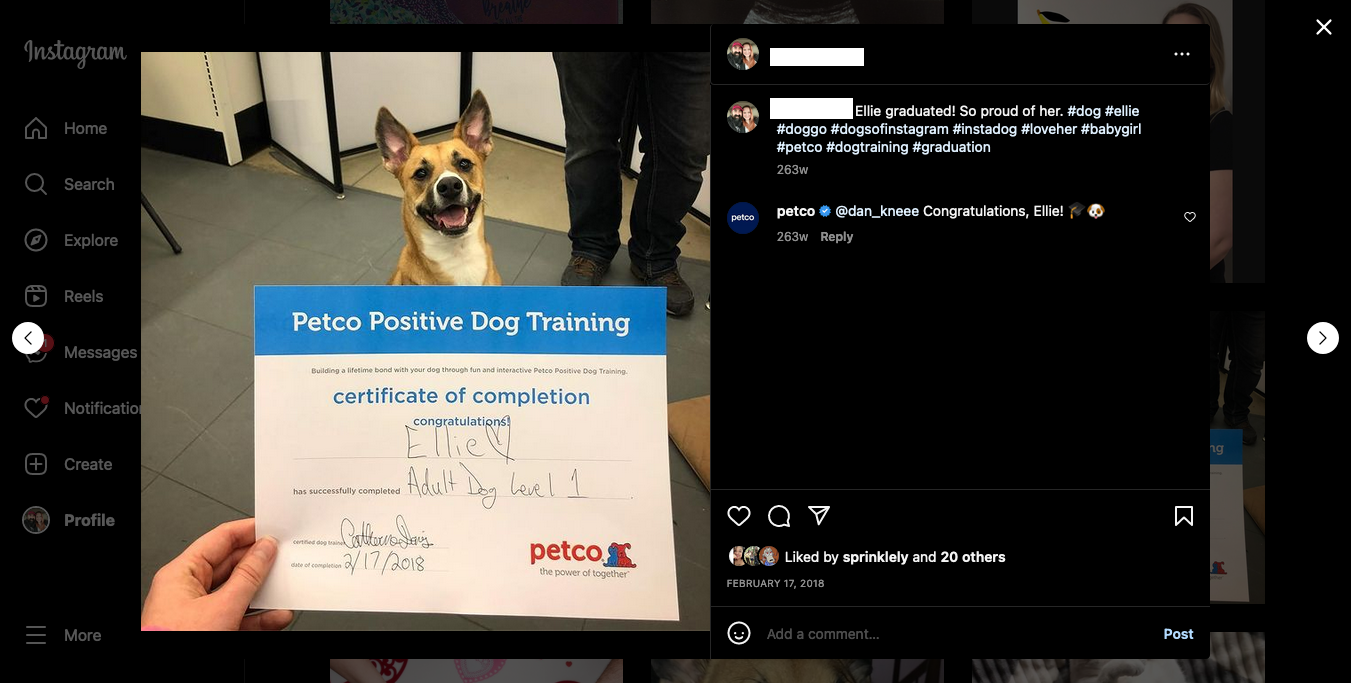 Instagram
Home
Search
Explore
Reels
Messages
Notification
Create
Profile
More
Petco Positive Dog Training
Building a lifetime bond with your dog through fun and interactive Petco Positive Dog Training.
certificate of completion
congratulations!
Ellie
has successfully completed Adult Dog Level 1
certified dog trainer
date of completion 2/17/2018
petco
the power of together
Ellie graduated! So proud of her. #dog #ellie
#doggo #dogsofinstagram #instadog #loveher #babygirl
#petco #dogtraining #graduation
263w
petco
petco @dan_kneee Congratulations, Ellie! 🎓🐶
263w Reply
Liked by sprinklely and 20 others
FEBRUARY 17, 2018
Add a comment... Post
ng